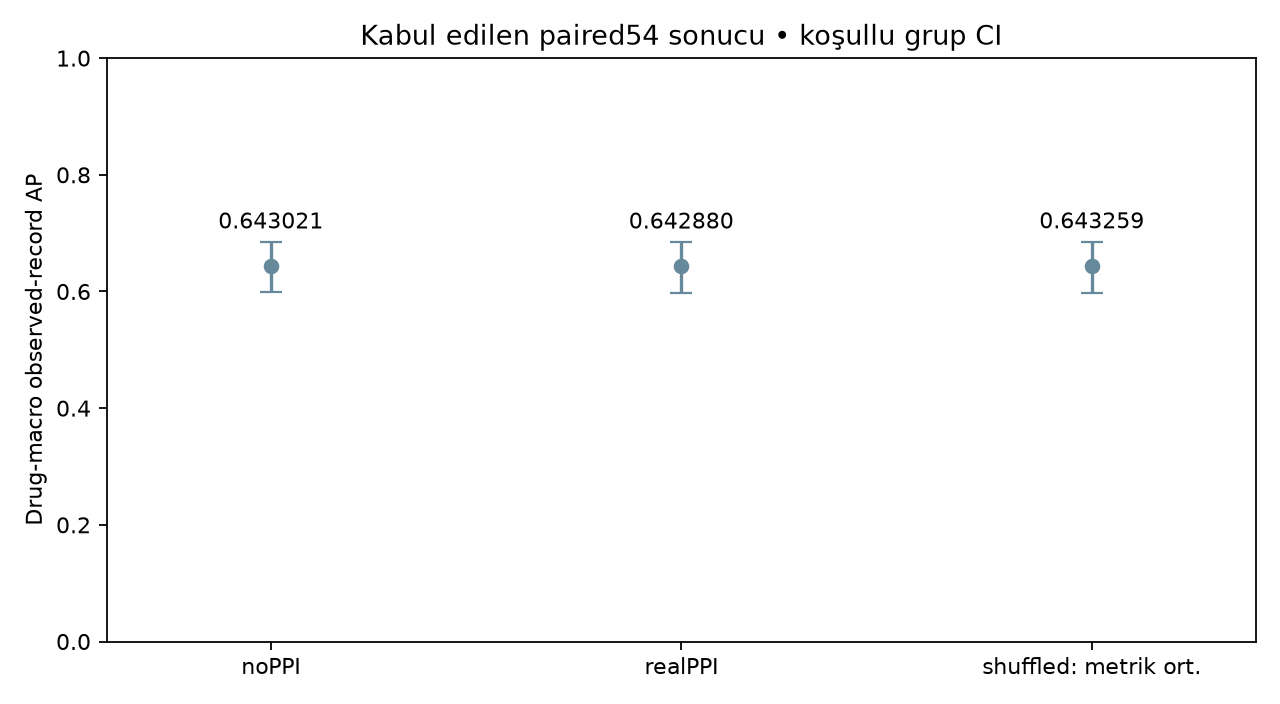 Kabul edilen paired54 sonucu • koşullu grup CI
Drug-macro observed-record AP
1.0
0.8
0.6
0.4
0.2
0.0
0.643021
0.642880
0.643259
noPPI
realPPI
shuffled: metrik ort.